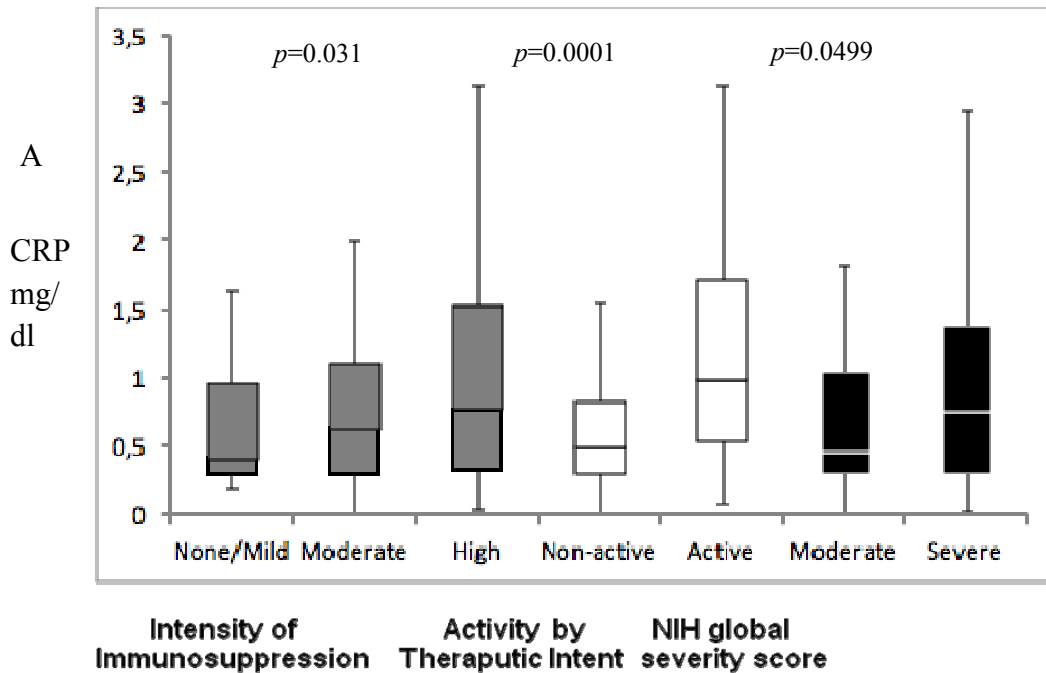 3,5
p=0.031 p=0.0001 p=0.0499
3
A
2,5
2
CRP
mg/
dl
1,5
1
0,5
0
None/Mild Moderate High Non-active Active Moderate Severe
Intensity of
Immunosuppression
Activity by
Theraputic Intent
NIH global
severity score